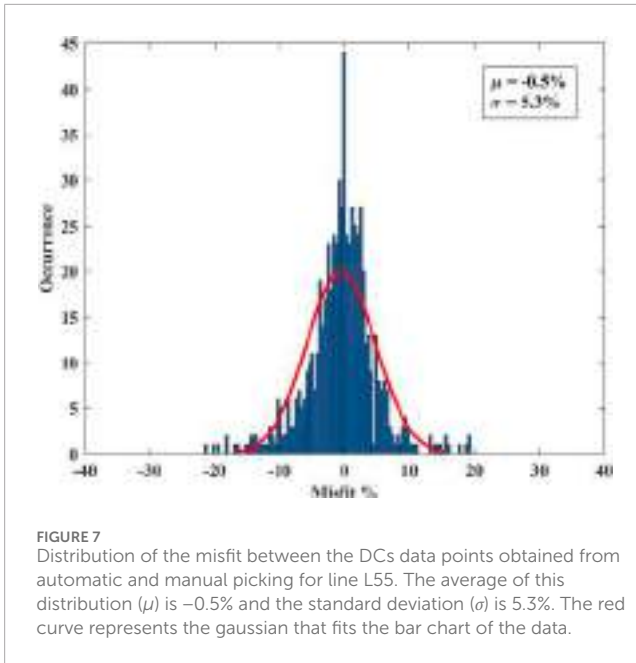 45
40
35
30
25
20
15
10
5
0
Occurrence
μ = -0.5%
σ = 5.3%
-40 -30 -20 -10 0 10 20 30 40
Misfit %
FIGURE 7
Distribution of the misfit between the DCs data points obtained from
automatic and manual picking for line L55. The average of this
distribution (μ) is −0.5% and the standard deviation (σ) is 5.3%. The red
curve represents the gaussian that fits the bar chart of the data.